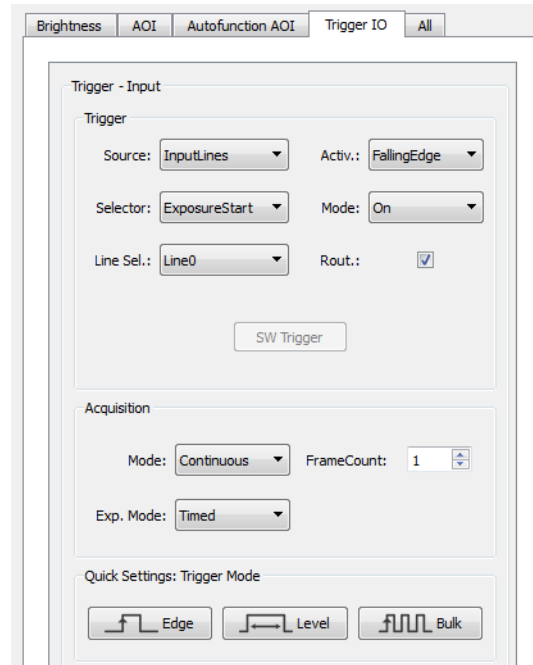 Brightness AOI Autofunction AOI Trigger IO All
Trigger - Input
Trigger
Source: InputLines Activ.: FallingEdge
Selector: ExposureStart Mode: On
Line Sel.: Line0 Rout.:
SW Trigger
Acquisition
Mode: Continuous FrameCount: 1
Exp. Mode: Timed
Quick Settings: Trigger Mode
Edge Level Bulk